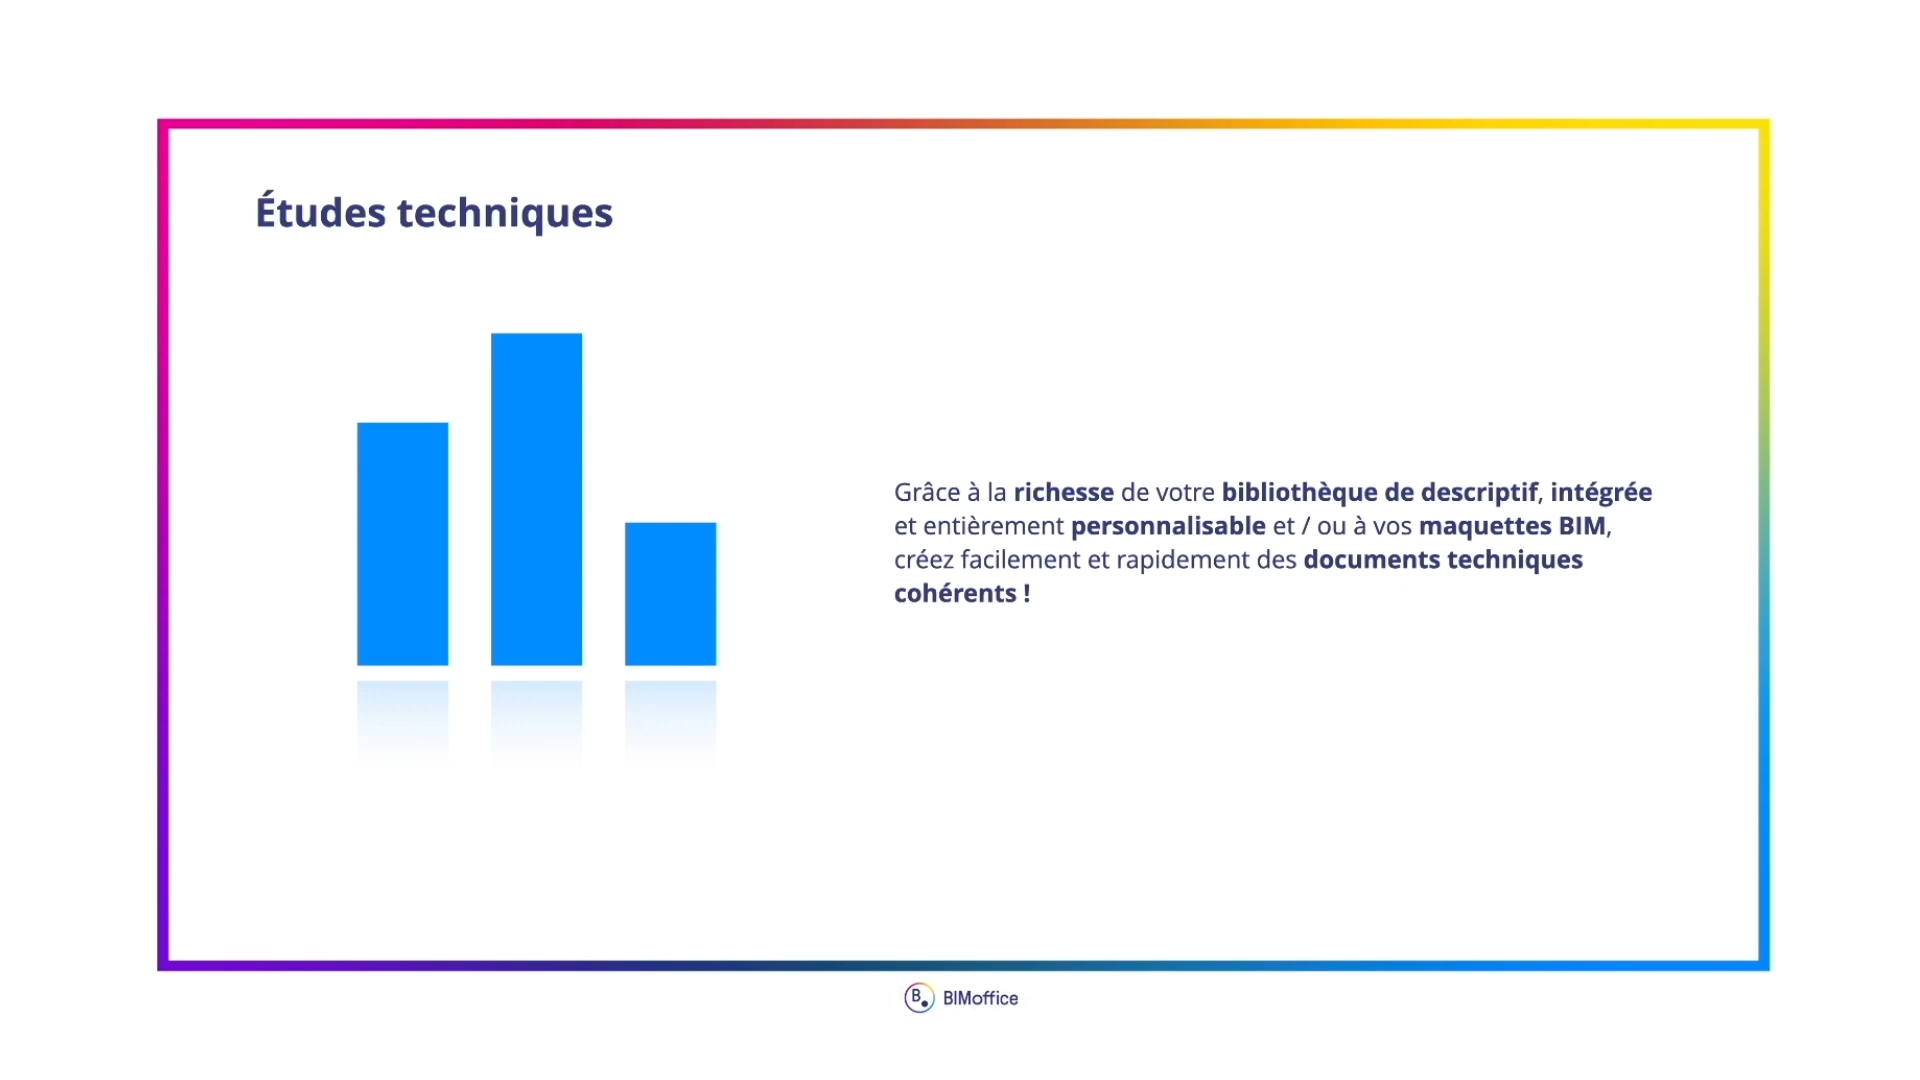 Études techniques
Grâce à la richesse de votre bibliothèque de descriptif, intégrée
et entièrement personnalisable et / ou à vos maquettes BIM,
créez facilement et rapidement des documents techniques
cohérents !
B. BIMoffice